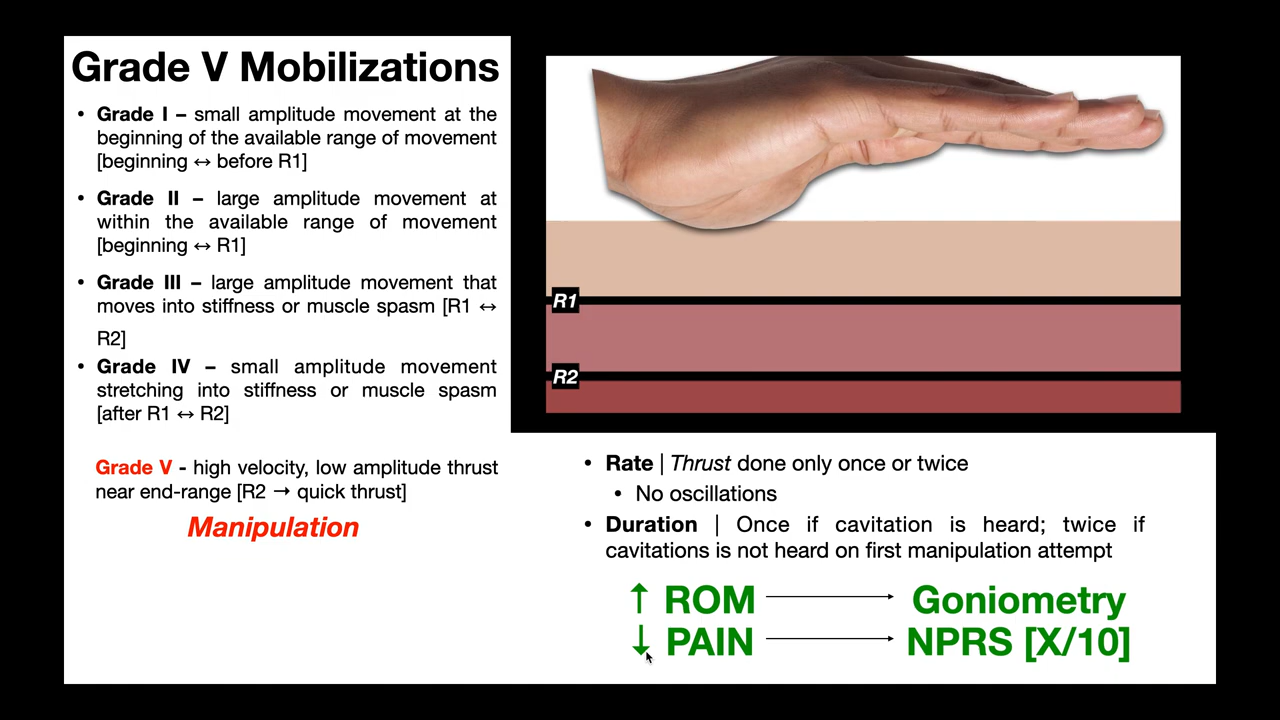 Grade V Mobilizations
• Grade I – small amplitude movement at the
beginning of the available range of movement
[beginning ↔ before R1]
• Grade II – large amplitude movement at
within the available range of movement
[beginning ↔ R1]
• Grade III – large amplitude movement that
moves into stiffness or muscle spasm [R1 ↔
R2]
• Grade IV – small amplitude movement
stretching into stiffness or muscle spasm
[after R1 ↔ R2]
Grade V - high velocity, low amplitude thrust
near end-range [R2 → quick thrust]
Manipulation
R1
R2
• Rate | Thrust done only once or twice
• No oscillations
• Duration | Once if cavitation is heard; twice if
cavitations is not heard on first manipulation attempt
↑ ROM → Goniometry
↓ PAIN → NPRS [X/10]